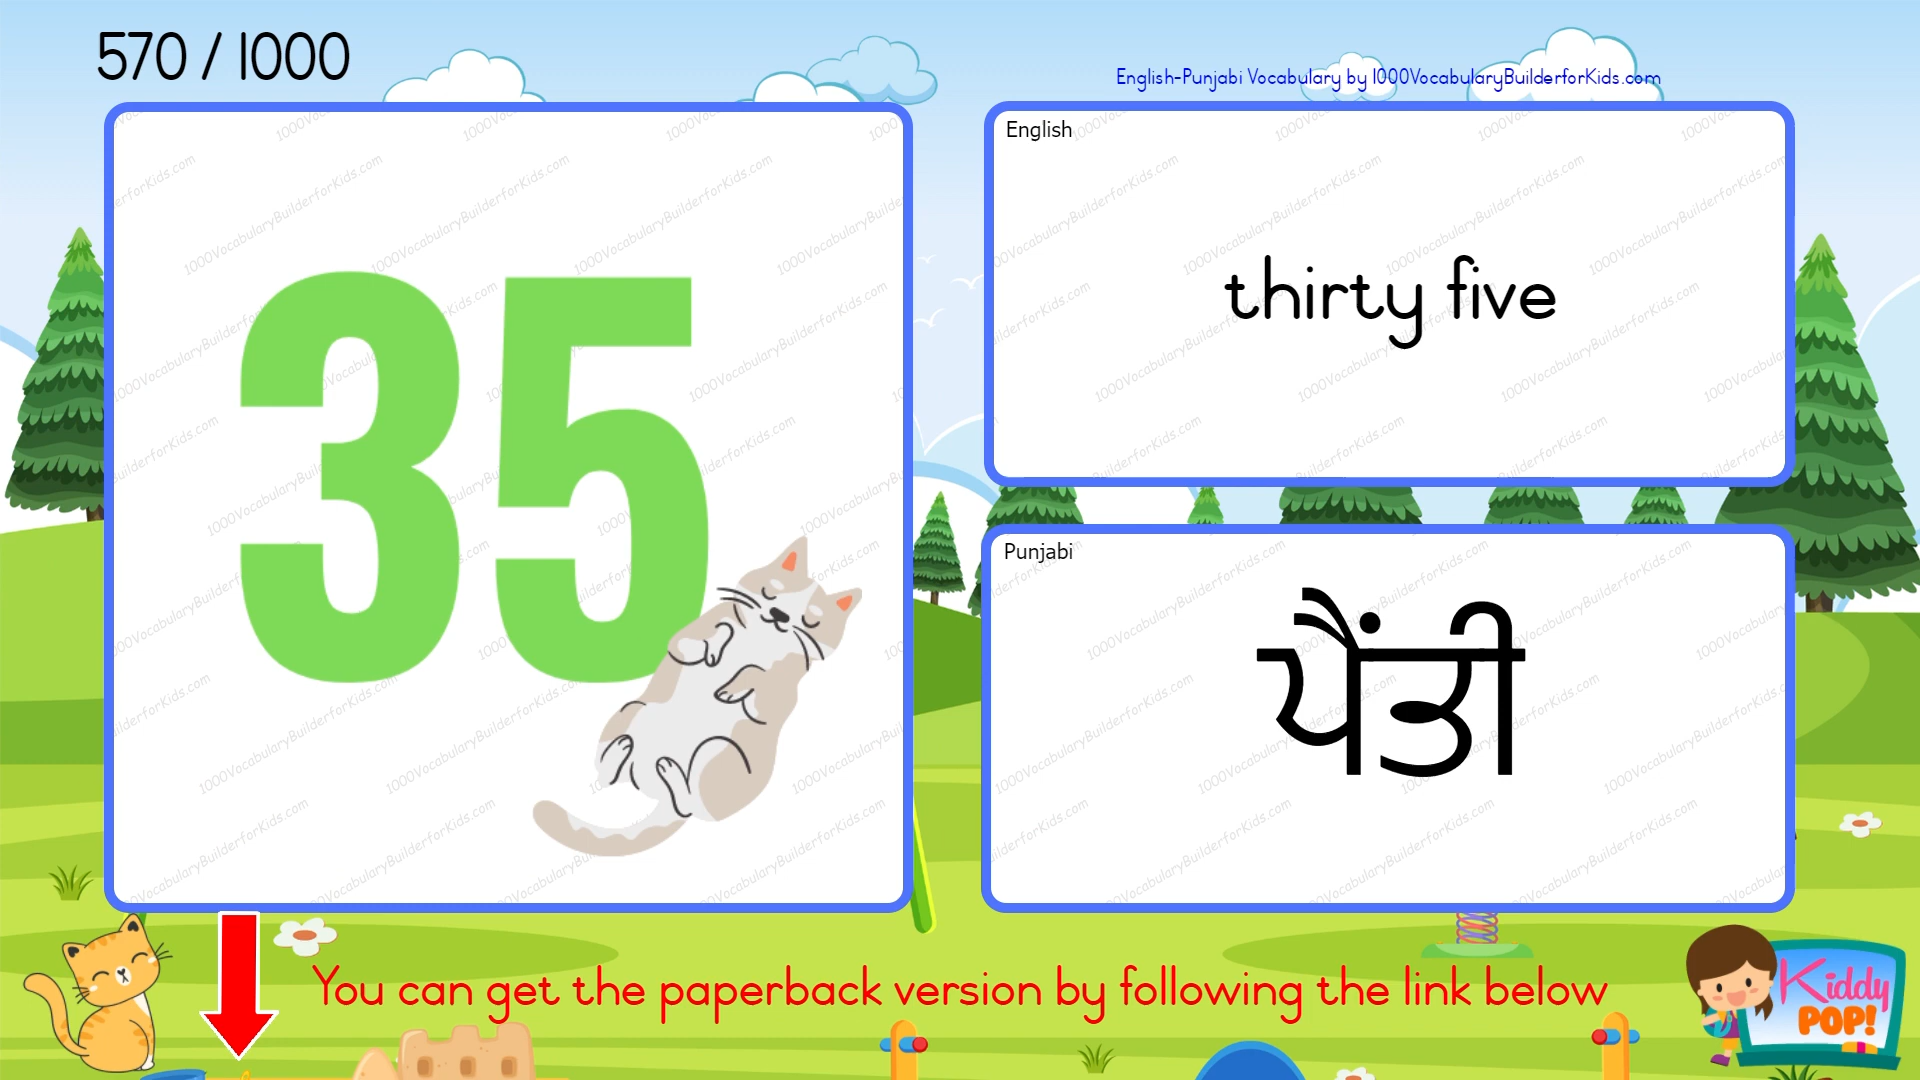 570 / 1000
English-Punjabi Vocabulary by 1000VocabularyBuilderforKids.com
35
English
thirty five
Punjabi
ਪੈਂਤੀ
You can get the paperback version by following the link below
Kiddy
POP!